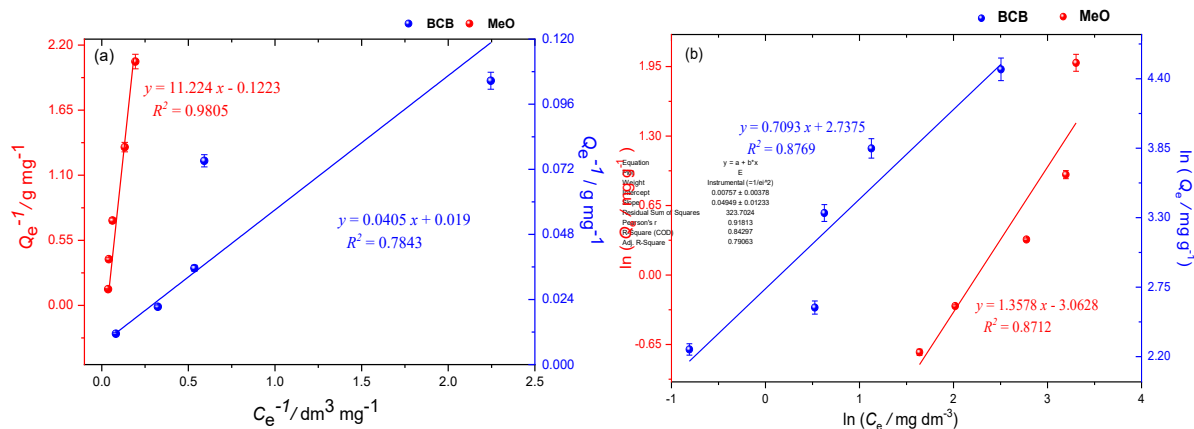 BCB MeO
(a)
2.20
1.65
1.10
0.55
0.00
Qe⁻¹/ g mg⁻¹
y = 11.224 x - 0.1223
R² = 0.9805
y = 0.0405 x + 0.019
R² = 0.7843
0.120
0.096
0.072
0.048
0.024
0.000
Qe⁻¹/ g mg⁻¹
0.0 0.5 1.0 1.5 2.0 2.5
Ce⁻¹/ dm³ mg⁻¹
BCB MeO
(b)
1.95
1.30
0.65
0.00
-0.65
y = 0.7093 x + 2.7375
R² = 0.8769
Equation y = a + b*x
E
Weight Instrumental (=1/ei^2)
Intercept 0.00757 ± 0.00378
Slope 0.04949 ± 0.01233
Residual Sum of Squares 323.7024
Pearson's r 0.91813
R-Square (COD) 0.84297
Adj. R-Square 0.79063
y = 1.3578 x - 3.0628
R² = 0.8712
4.40
3.85
3.30
2.75
2.20
ln (Qe / mg g⁻¹)
-1 0 1 2 3 4
ln (Ce / mg dm⁻³)